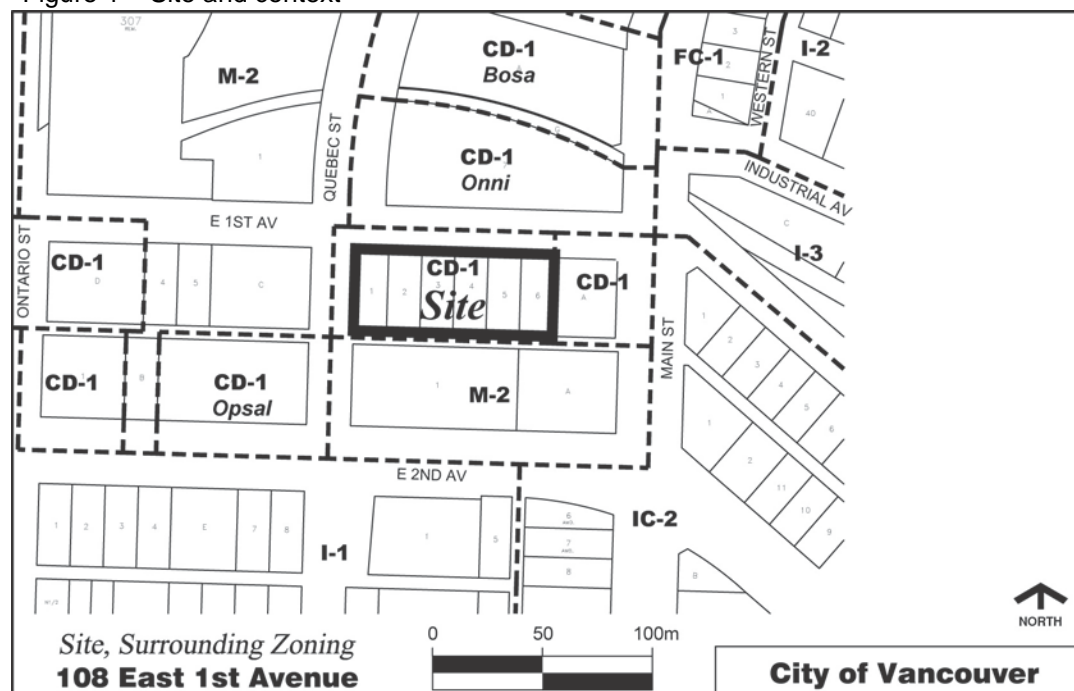 Figure 1 – Site and context
307
REM.
M-2
CD-1
A
Bosa
FC-1
3
2
1
A
WESTERN ST
I-2
40
QUEBEC ST
1
G
CD-1
Onni
INDUSTRIAL AV
C
I-3
E 1ST AV
ONTARIO ST
CD-1
D
4
5
C
CD-1
1
2
3
4
5
6
Site
A
CD-1
MAIN ST
1
2
3
4
5
6
CD-1
B
CD-1
Opsal
1
M-2
A
1
2
11
10
9
E 2ND AV
1
2
3
4
E
7
8
I-1
1
5
6
AMD.
7
AMD.
8
IC-2
B
Site, Surrounding Zoning
108 East 1st Avenue
0 50 100m
NORTH
City of Vancouver